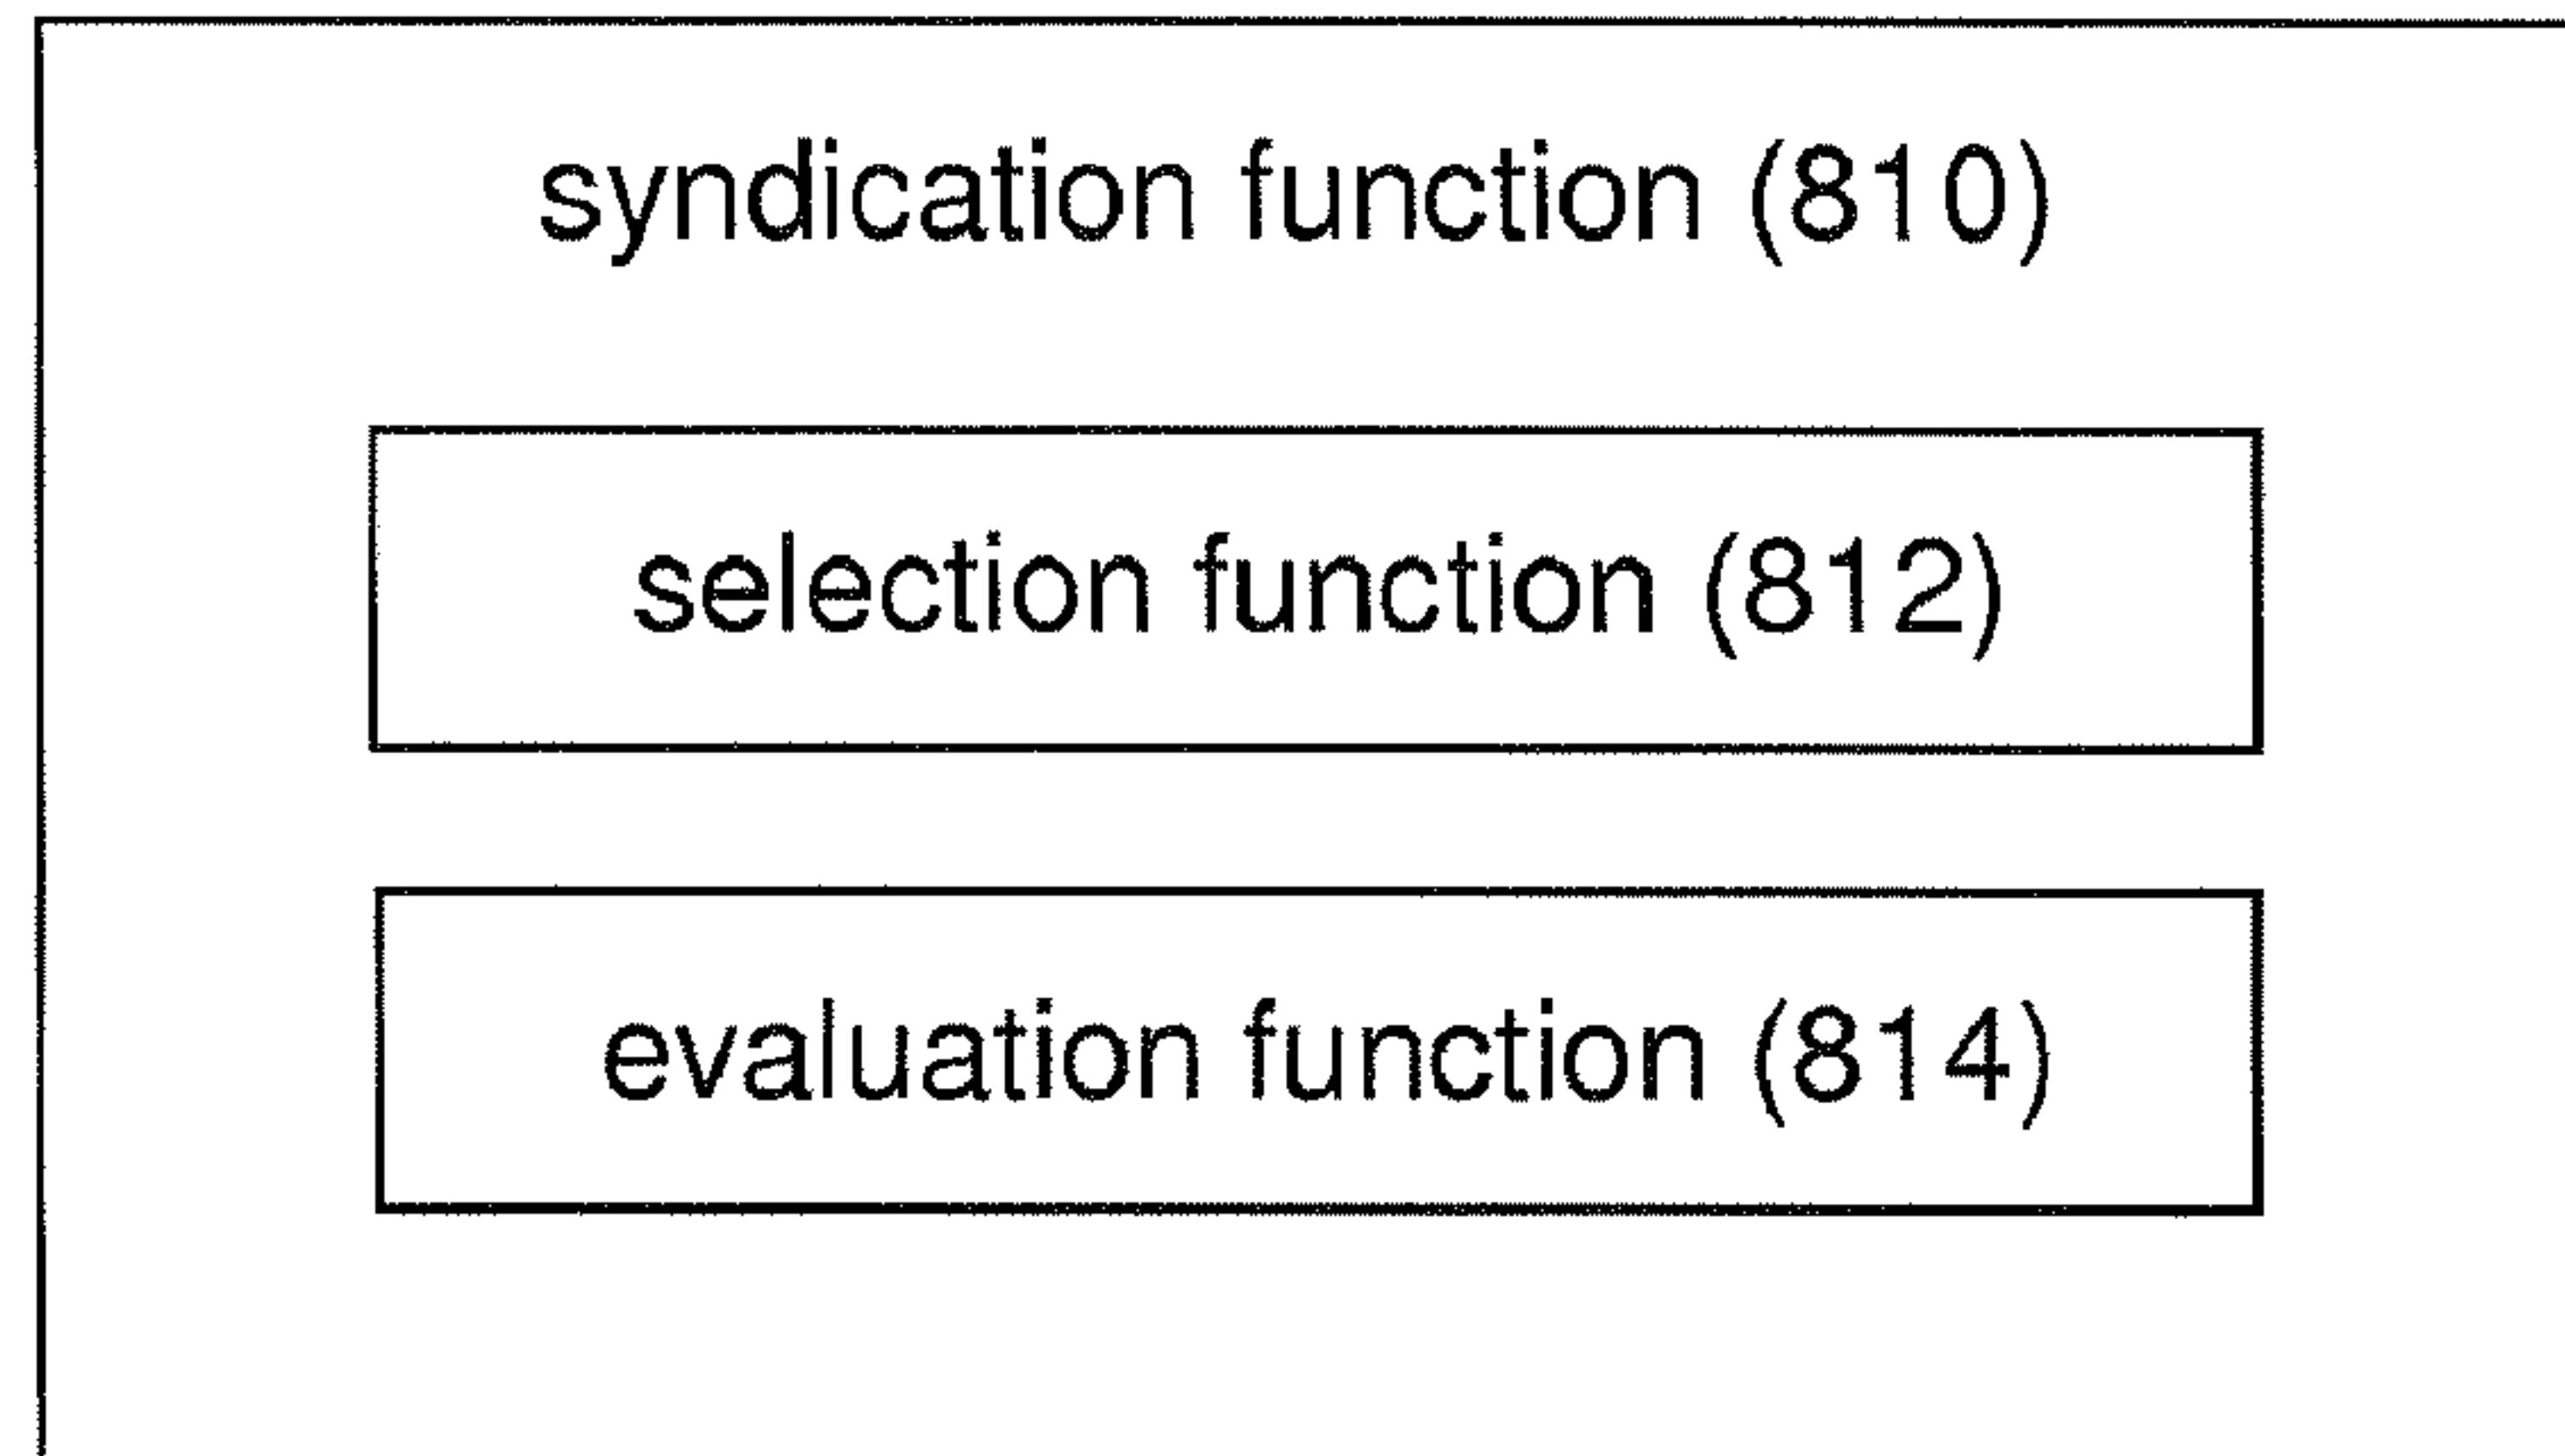 syndication function (810)
selection function (812)
evaluation function (814)